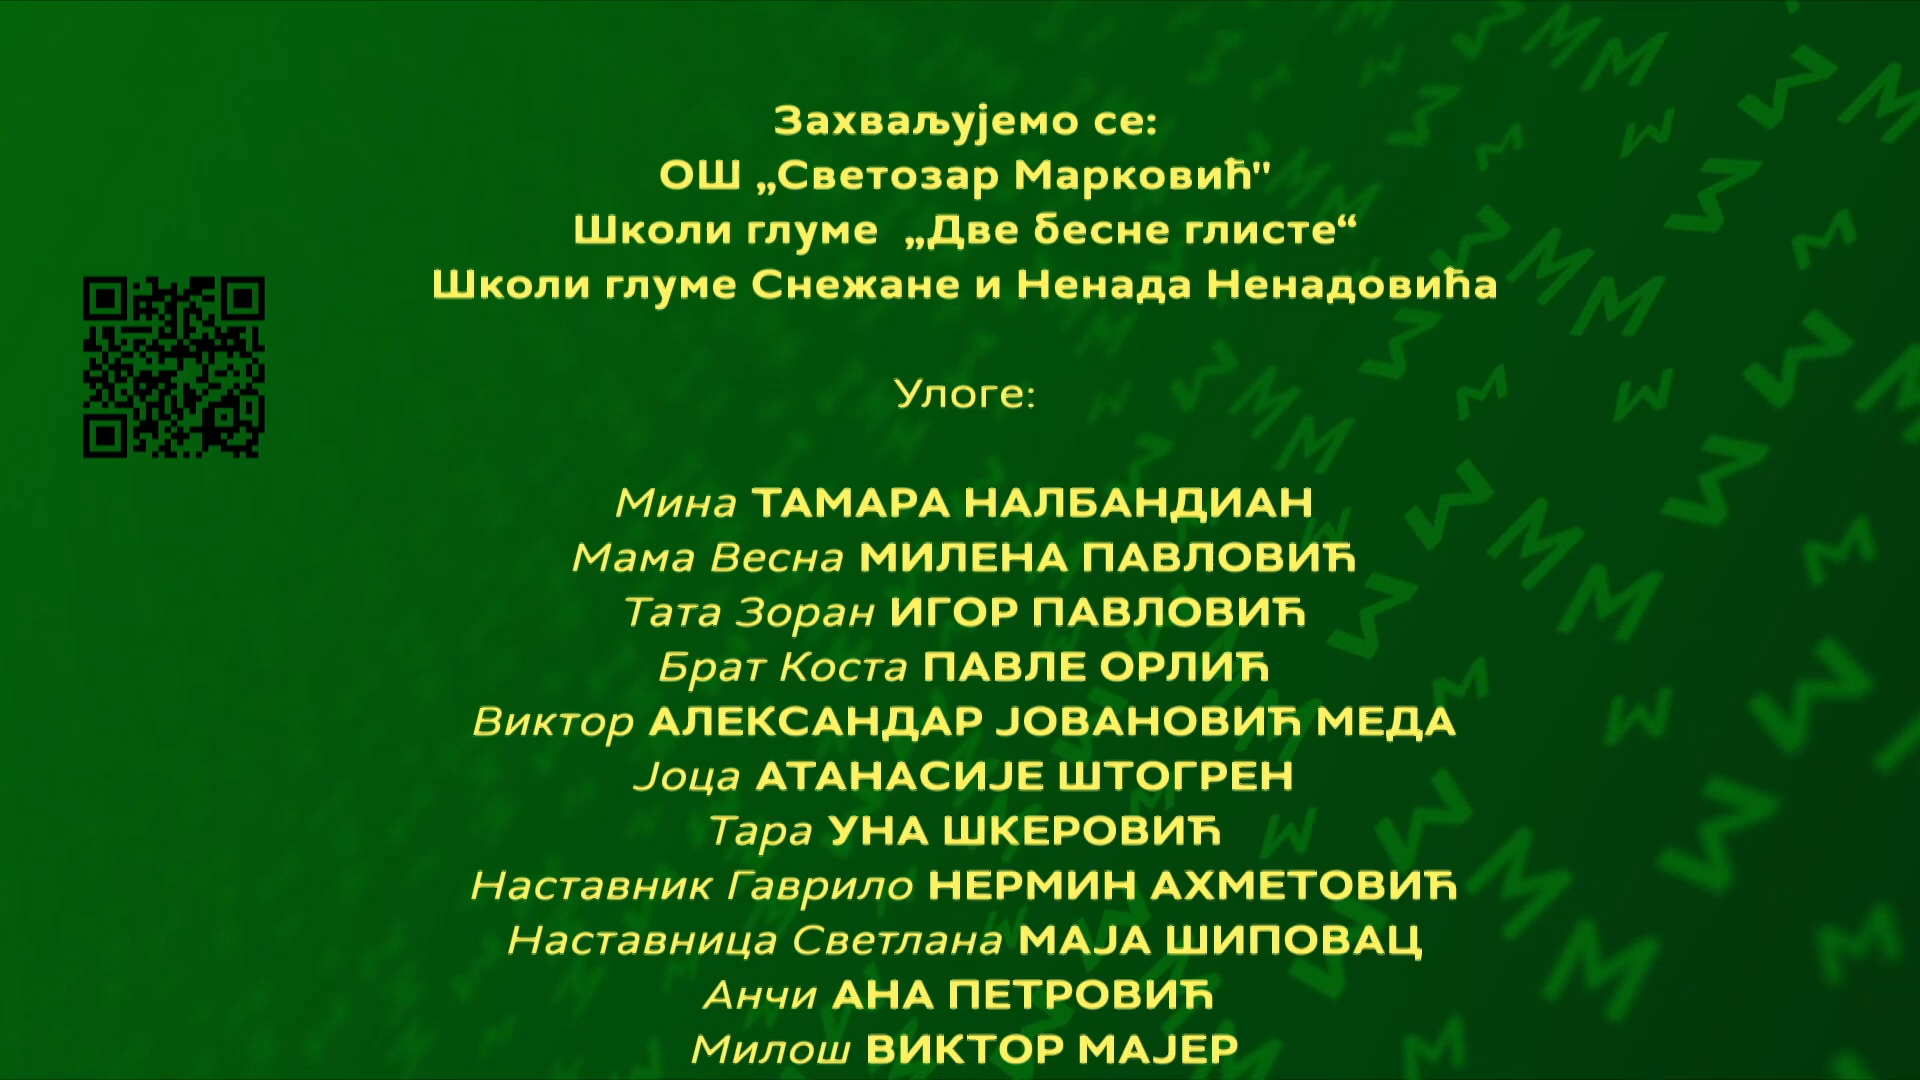 Захваљујемо се:
ОШ „Светозар Марковић"
Школи глуме „Две бесне глисте“
Школи глуме Снежане и Ненада Ненадовића
Улоге:
Мина ТАМАРА НАЛБАНДИАН
Мама Весна МИЛЕНА ПАВЛОВИЋ
Тата Зоран ИГОР ПАВЛОВИЋ
Брат Коста ПАВЛЕ ОРЛИЋ
Виктор АЛЕКСАНДАР ЈОВАНОВИЋ МЕДА
Јоца АТАНАСИЈЕ ШТОГРЕН
Тара УНА ШКЕРОВИЋ
Наставник Гаврило НЕРМИН АХМЕТОВИЋ
Наставница Светлана МАЈА ШИПОВАЦ
Анчи АНА ПЕТРОВИЋ
Милош ВИКТОР МАЈЕР